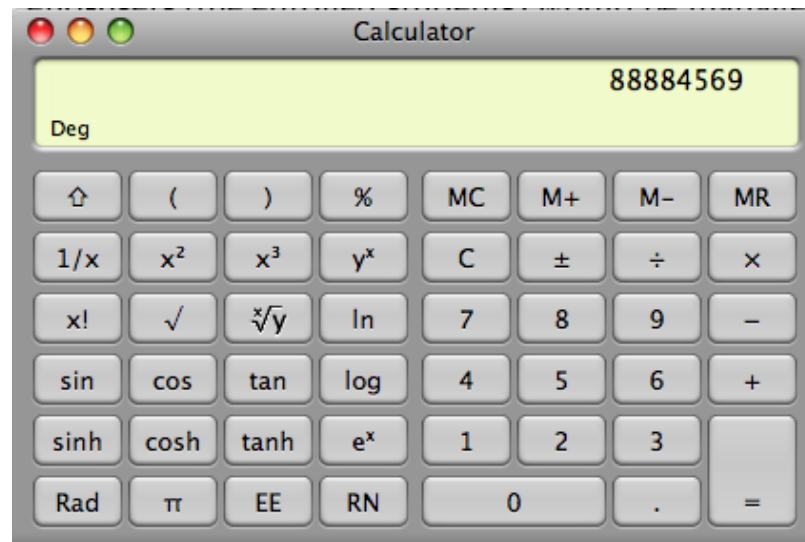 Calculator
88884569
Deg
⇧ ( ) % MC M+ M− MR
1/x x² x³ yˣ C ± ÷ ×
x! √ ˣ√y ln 7 8 9 −
sin cos tan log 4 5 6 +
sinh cosh tanh eˣ 1 2 3
Rad π EE RN 0 . =